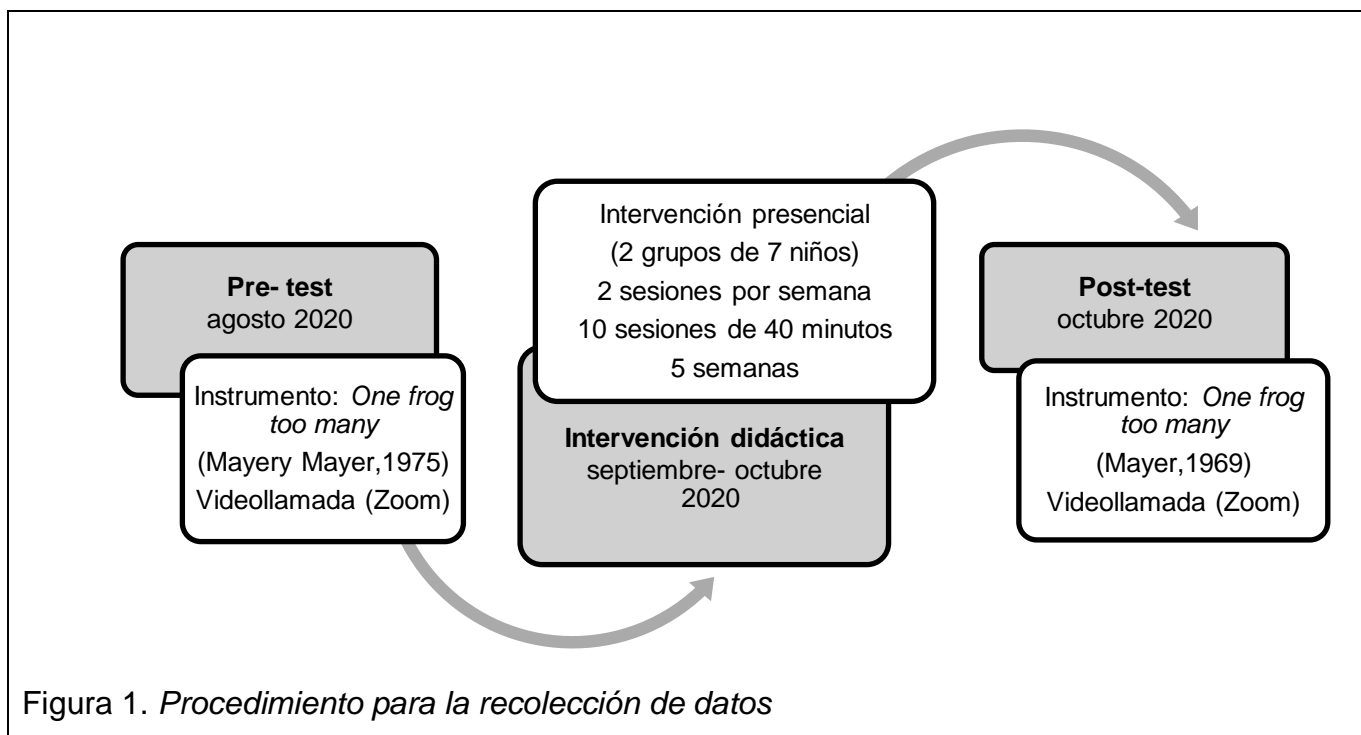 Pre- test
agosto 2020
Instrumento: One frog
too many
(Mayery Mayer,1975)
Videollamada (Zoom)
Intervención presencial
(2 grupos de 7 niños)
2 sesiones por semana
10 sesiones de 40 minutos
5 semanas
Intervención didáctica
septiembre- octubre
2020
Post-test
octubre 2020
Instrumento: One frog
too many
(Mayer,1969)
Videollamada (Zoom)
Figura 1. Procedimiento para la recolección de datos